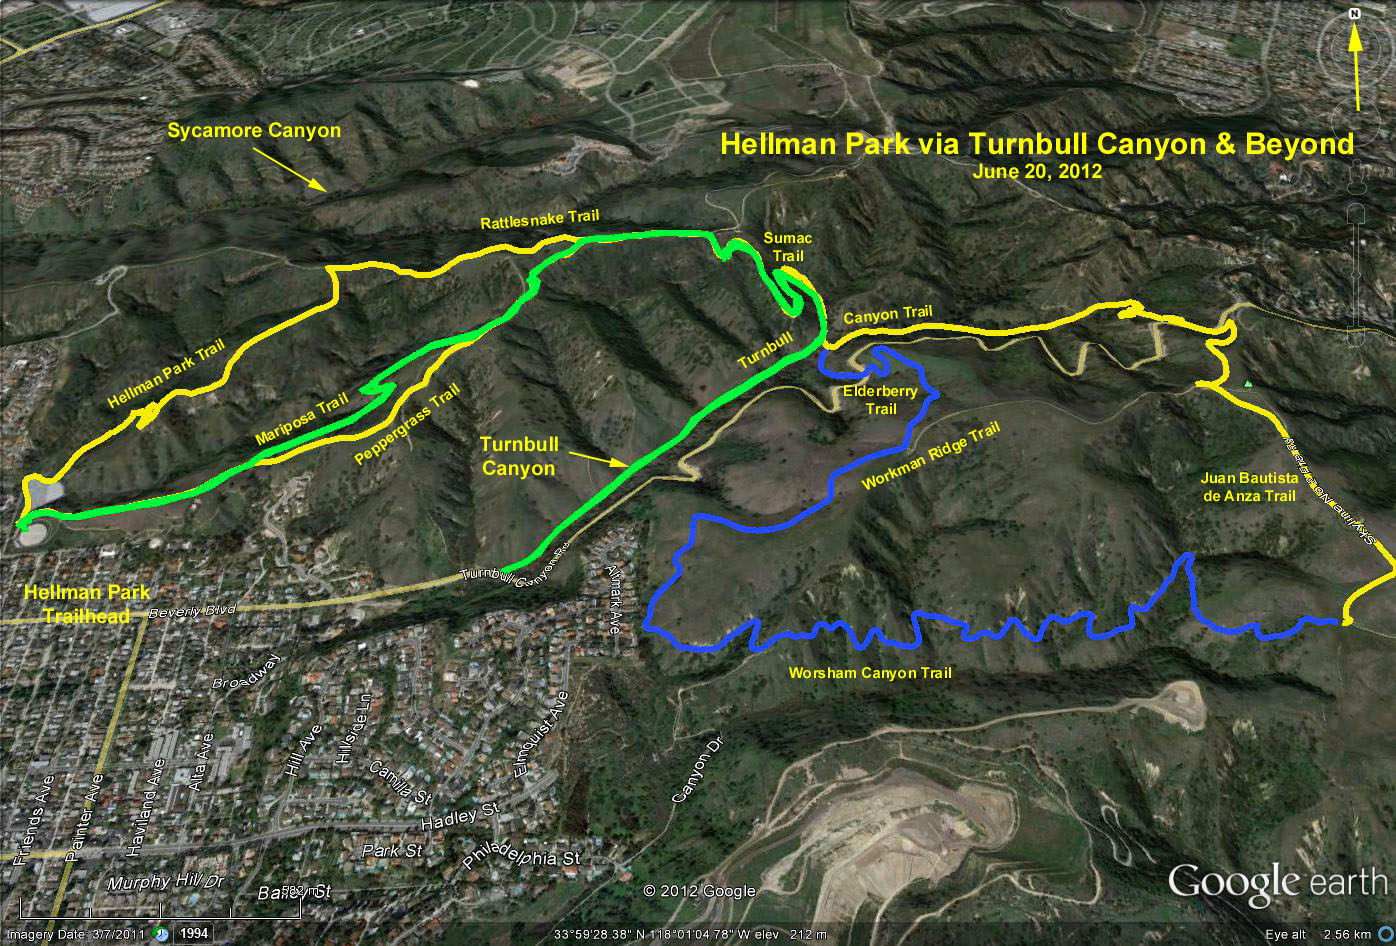 N
Sycamore Canyon
Hellman Park via Turnbull Canyon & Beyond
June 20, 2012
Rattlesnake Trail
Sumac
Trail
Canyon Trail
Turnbull
Hellman Park Trail
Mariposa Trail
Peppergrass Trail
Elderberry
Trail
Turnbull
Canyon
Workman Ridge Trail
Juan Bautista
de Anza Trail
Hellman Park
Trailhead
Beverly Blvd
Turnbull Canyon Rd
Altmark Ave
Worsham Canyon Trail
Broadway
Hill Ave
Hillside Ln
Elmquist Ave
Canyon Dr
Alta Ave
Camilla St
Friends Ave
Painter Ave
Haviland Ave
Hadley St
Park St
Philadelphia St
Murphy Hill Dr
Bailey St
582 m
© 2012 Google
Google earth
Imagery Date: 3/7/2011
1994
33°59'28.38" N 118°01'04.78" W elev 212 m
Eye alt 2.56 km